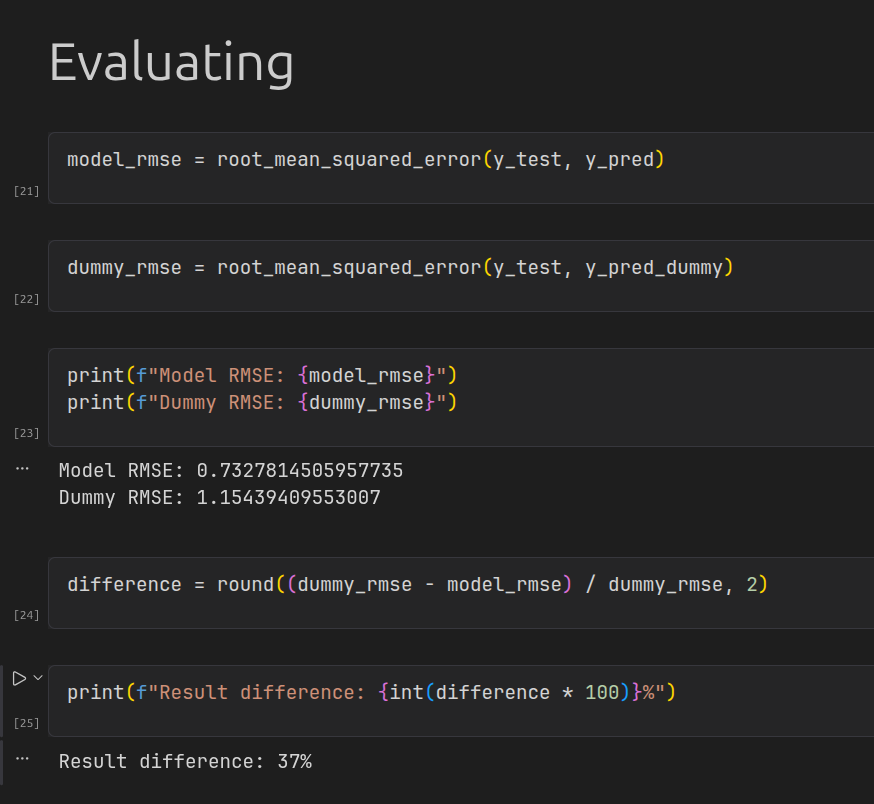 Evaluating
model_rmse = root_mean_squared_error(y_test, y_pred)
[21]
dummy_rmse = root_mean_squared_error(y_test, y_pred_dummy)
[22]
print(f"Model RMSE: {model_rmse}")
print(f"Dummy RMSE: {dummy_rmse}")
[23]
Model RMSE: 0.7327814505957735
Dummy RMSE: 1.15439409553007
difference = round((dummy_rmse - model_rmse) / dummy_rmse, 2)
[24]
print(f"Result difference: {int(difference * 100)}%")
[25]
Result difference: 37%